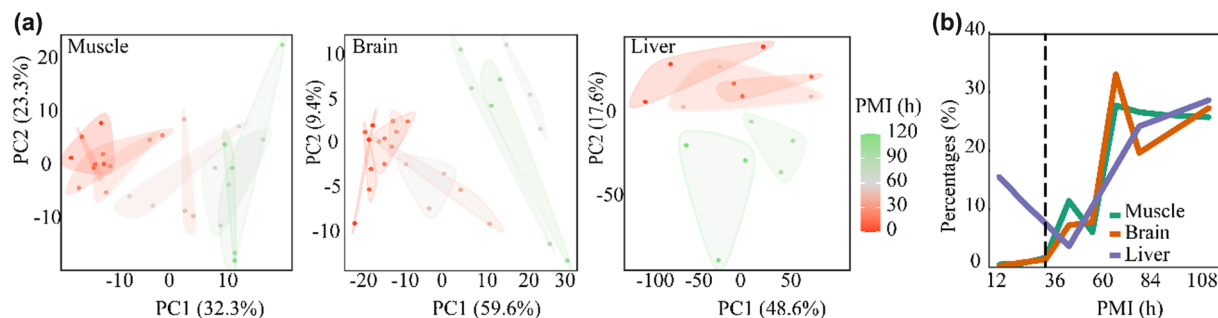 (a)
Muscle
PC2 (23.3%)
20
10
0
-10
-10
0
10
PC1 (32.3%)
Brain
PC2 (9.4%)
10
5
0
-5
-10
-20
-10
0
10
20
30
PC1 (59.6%)
Liver
PC2 (17.6%)
0
-50
-100
-50
0
50
PC1 (48.6%)
PMI (h)
120
90
60
30
0
(b)
Percentages (%)
40
30
20
10
0
Muscle
Brain
Liver
12
36
60
84
108
PMI (h)